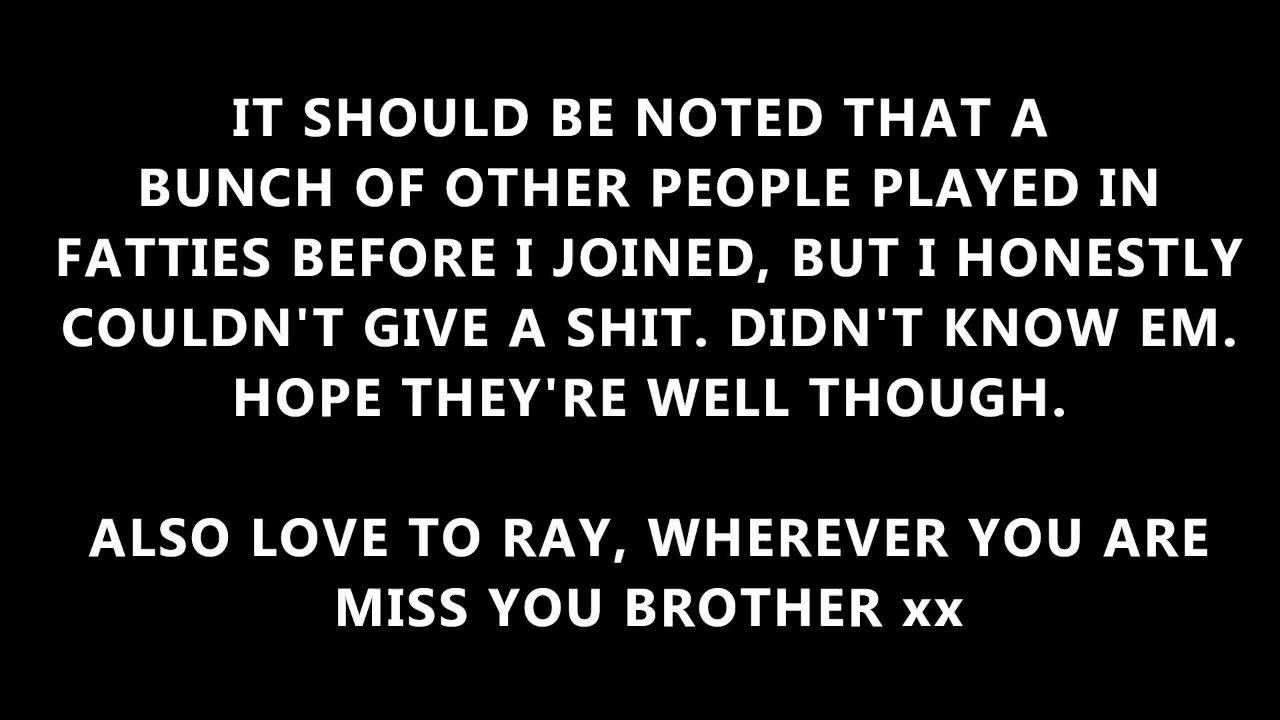 IT SHOULD BE NOTED THAT A
BUNCH OF OTHER PEOPLE PLAYED IN
FATTIES BEFORE I JOINED, BUT I HONESTLY
COULDN'T GIVE A SHIT. DIDN'T KNOW EM.
HOPE THEY'RE WELL THOUGH.
ALSO LOVE TO RAY, WHEREVER YOU ARE
MISS YOU BROTHER xx